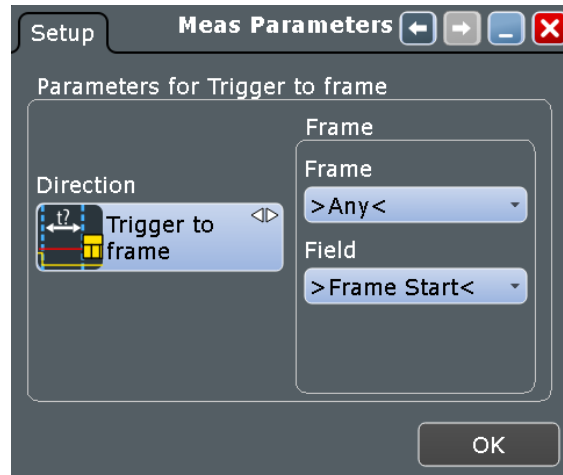 Setup
Meas Parameters
Parameters for Trigger to frame
Frame
Frame
Direction
>Any<
t?
Trigger to
frame
Field
>Frame Start<
OK